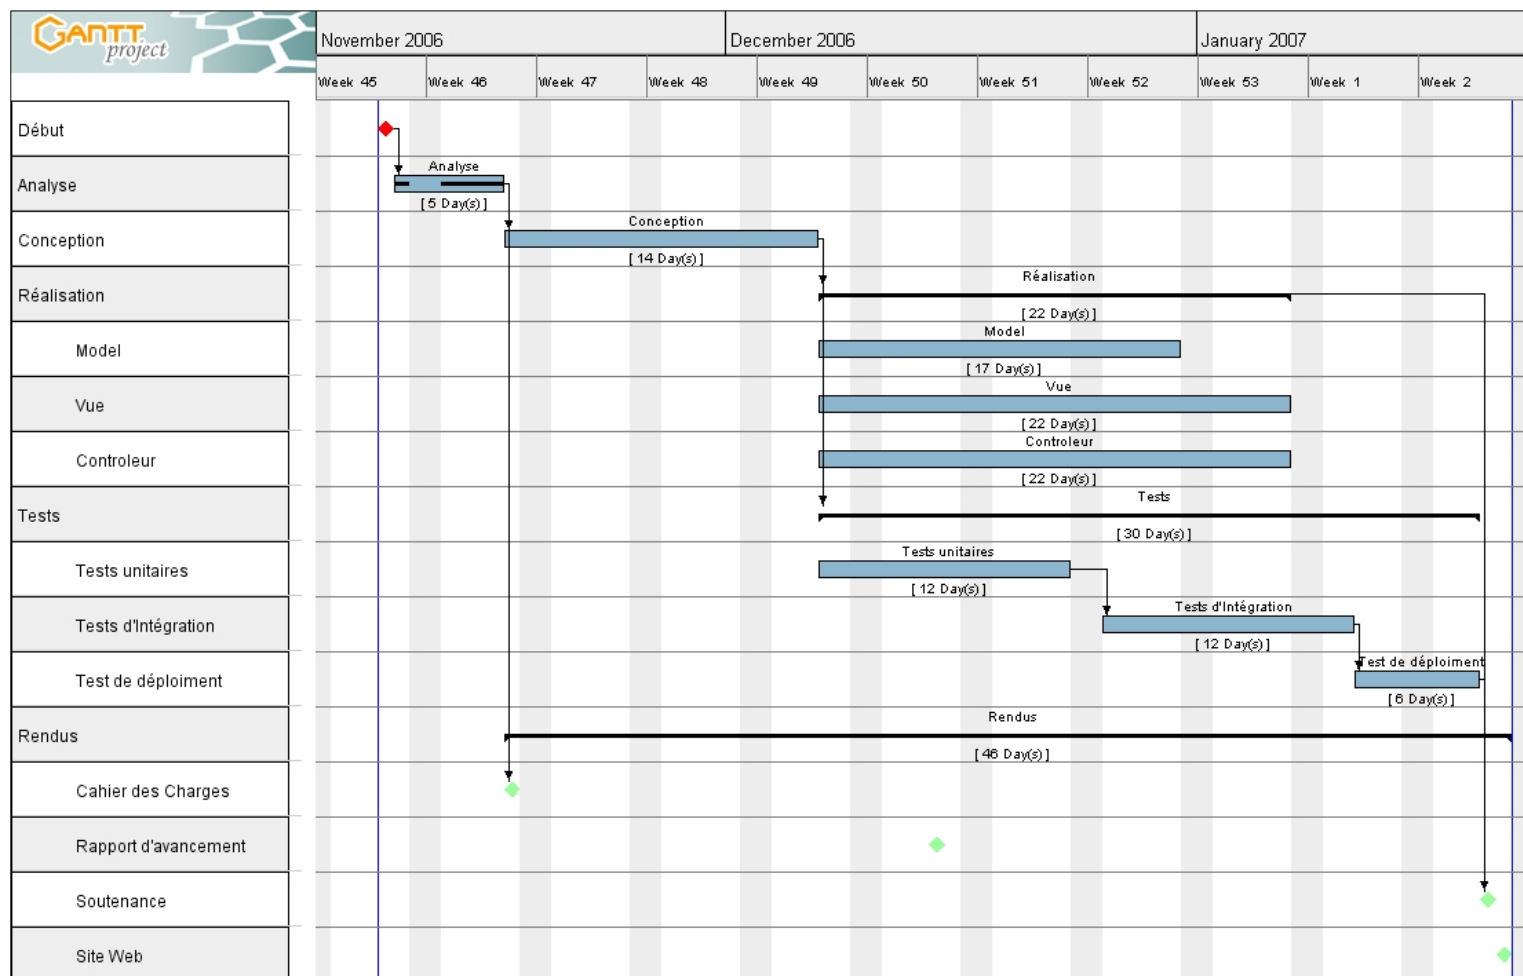 GANTT
project
November 2006 December 2006 January 2007
Week 45 Week 46 Week 47 Week 48 Week 49 Week 50 Week 51 Week 52 Week 53 Week 1 Week 2
Début
Analyse
Analyse
[ 5 Day(s) ]
Conception
Conception
[ 14 Day(s) ]
Réalisation
Réalisation
[ 22 Day(s) ]
Model
Model
[ 17 Day(s) ]
Vue
Vue
[ 22 Day(s) ]
Controleur
Controleur
[ 22 Day(s) ]
Tests
Tests
[ 30 Day(s) ]
Tests unitaires
Tests unitaires
[ 12 Day(s) ]
Tests d'Intégration
Tests d'Intégration
[ 12 Day(s) ]
Test de déploiment
Test de déploiment
[ 6 Day(s) ]
Rendus
Rendus
[ 46 Day(s) ]
Cahier des Charges
Rapport d'avancement
Soutenance
Site Web